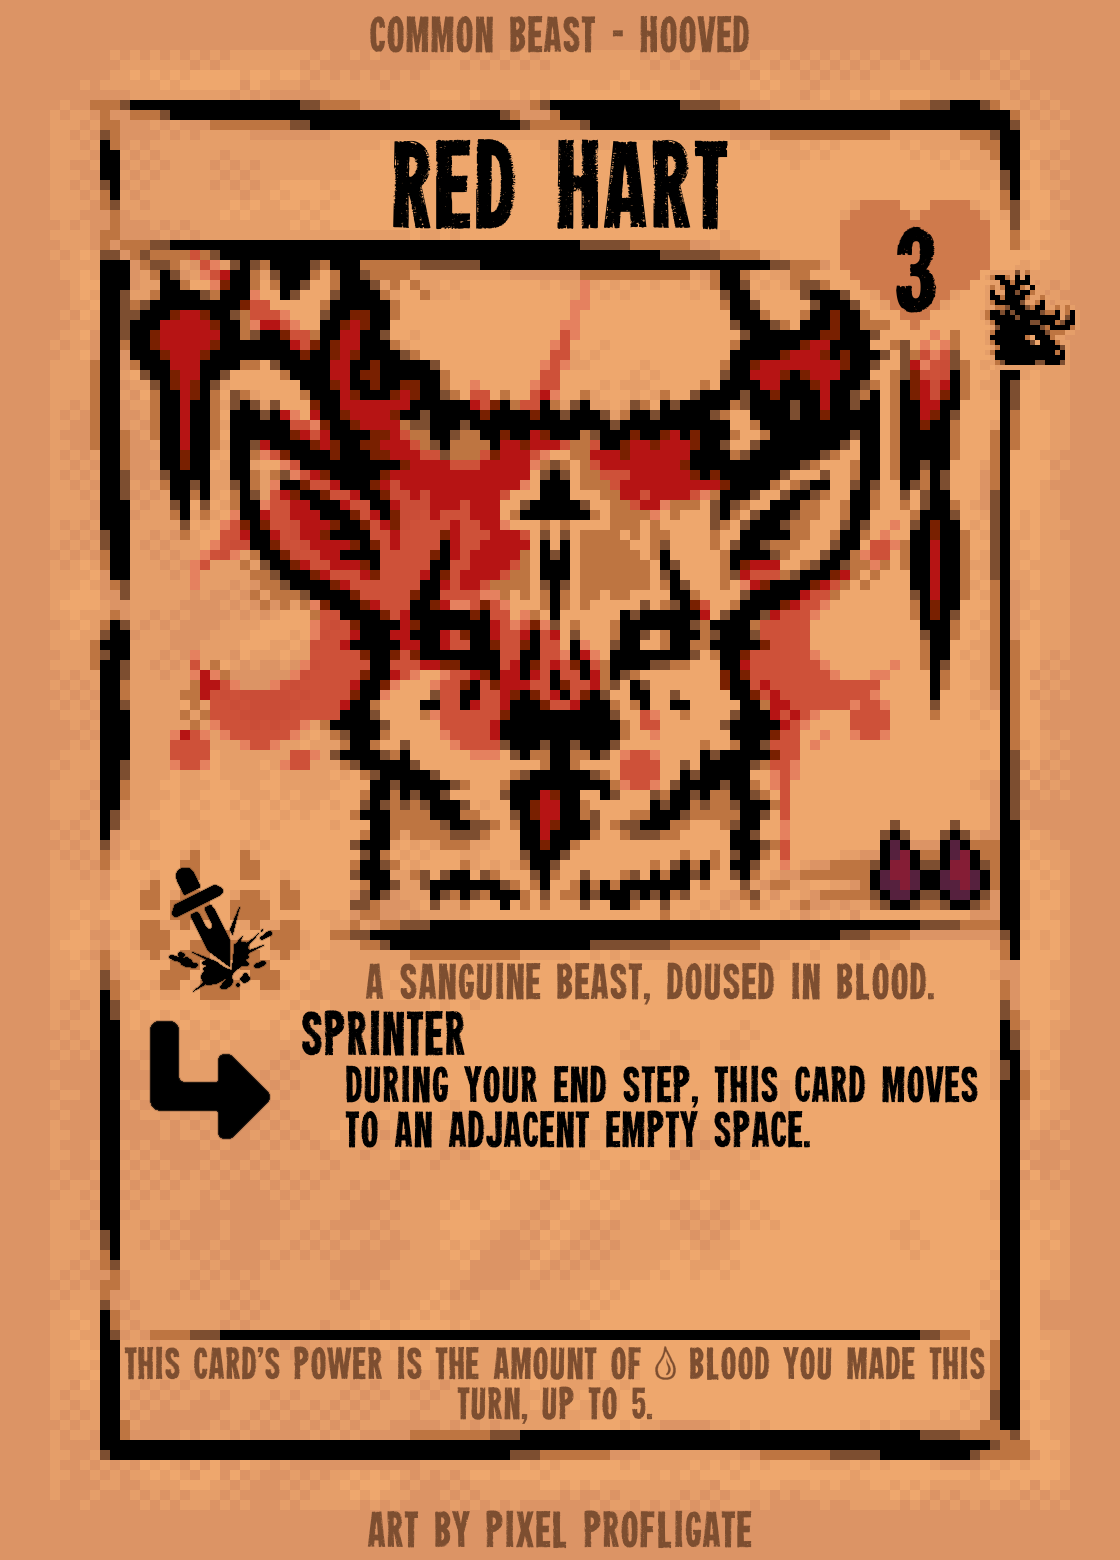 COMMON BEAST - HOOVED
RED HART
3
A SANGUINE BEAST, DOUSED IN BLOOD.
SPRINTER
DURING YOUR END STEP, THIS CARD MOVES
TO AN ADJACENT EMPTY SPACE.
THIS CARD'S POWER IS THE AMOUNT OF BLOOD YOU MADE THIS
TURN, UP TO 5.
ART BY PIXEL PROFLIGATE